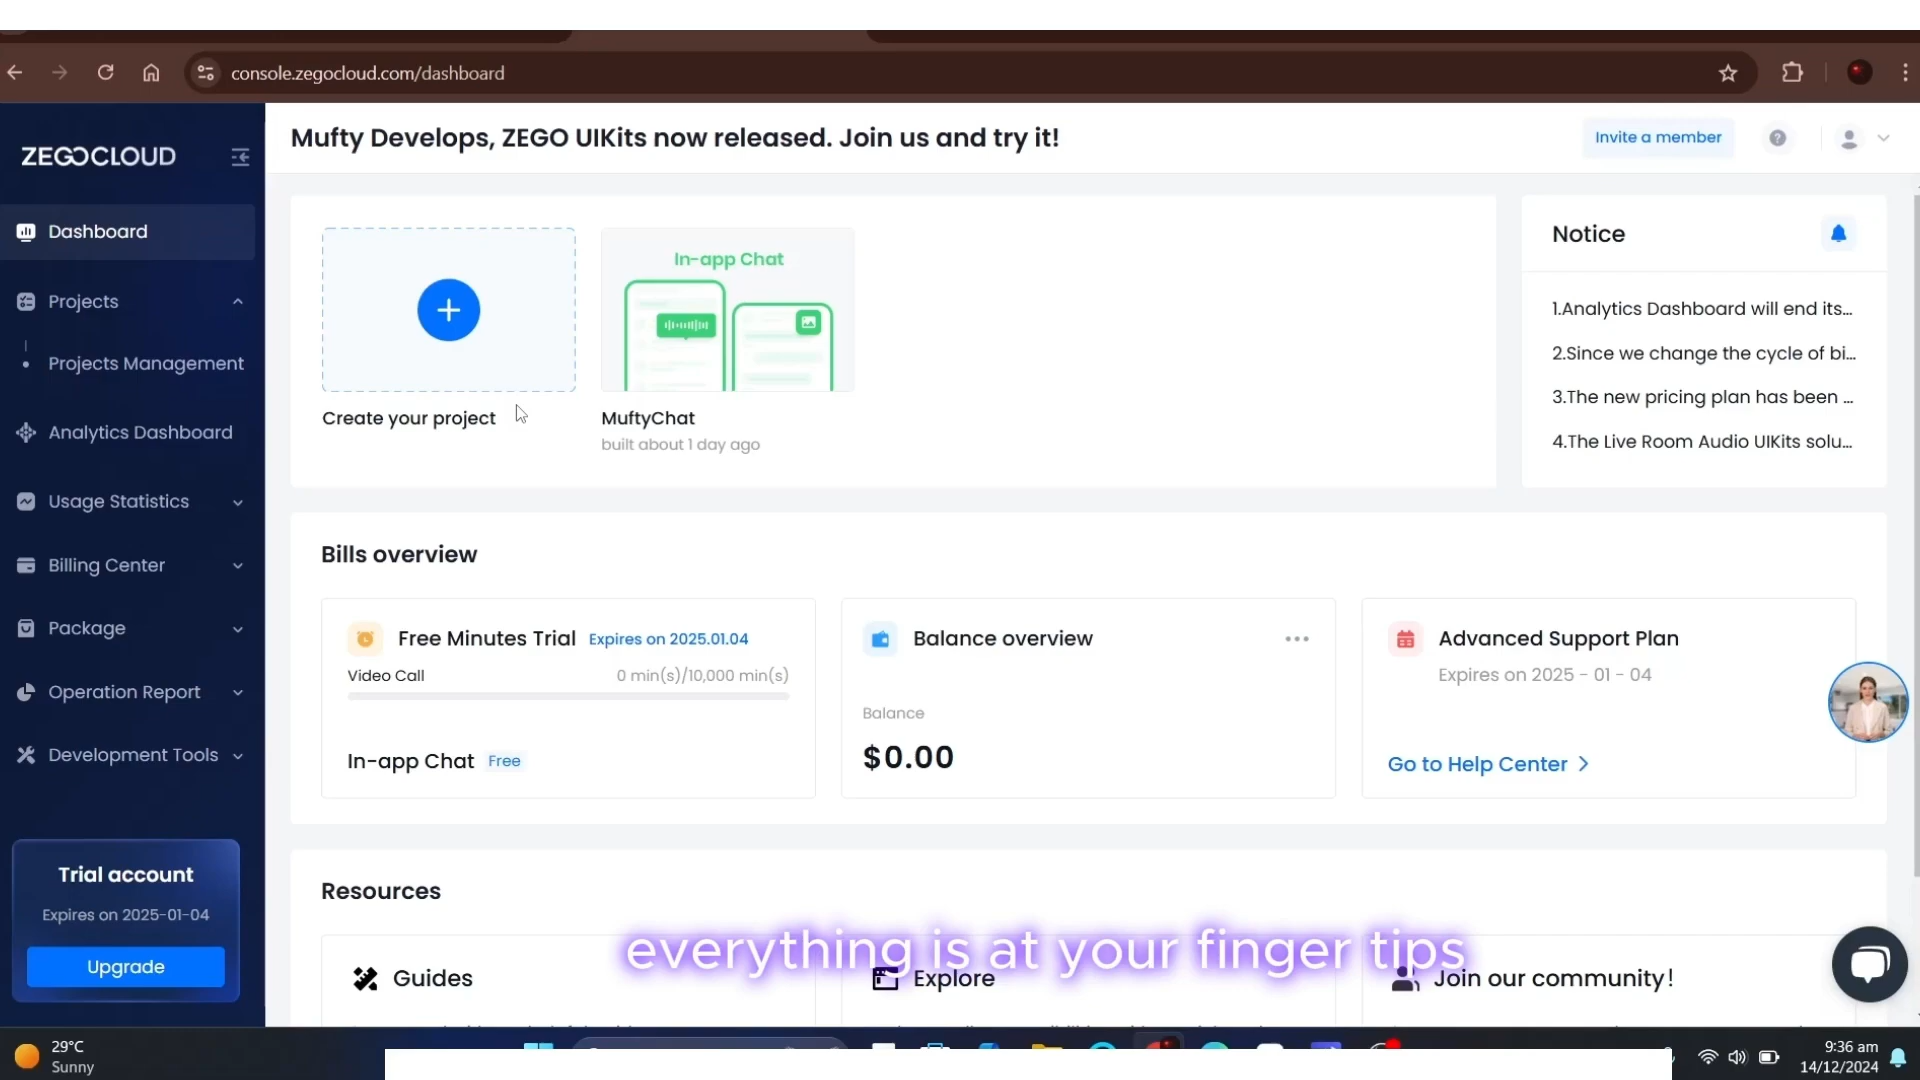 console.zegocloud.com/dashboard
ZEGOCLOUD
Mufty Develops, ZEGO UIKits now released. Join us and try it!
Invite a member
Dashboard
Projects
Projects Management
Analytics Dashboard
Usage Statistics
Billing Center
Package
Operation Report
Development Tools
Trial account
Expires on 2025-01-04
Upgrade
Create your project
In-app Chat
MuftyChat
built about 1 day ago
Notice
1.Analytics Dashboard will end its...
2.Since we change the cycle of bi...
3.The new pricing plan has been ...
4.The Live Room Audio UIKits solu...
Bills overview
Free Minutes Trial Expires on 2025.01.04
Video Call 0 min(s)/10,000 min(s)
In-app Chat Free
Balance overview
Balance
$0.00
Advanced Support Plan
Expires on 2025 - 01 - 04
Go to Help Center
Resources
everything is at your finger tips
Guides
Explore
Join our community!
29°C
Sunny
9:36 am
14/12/2024